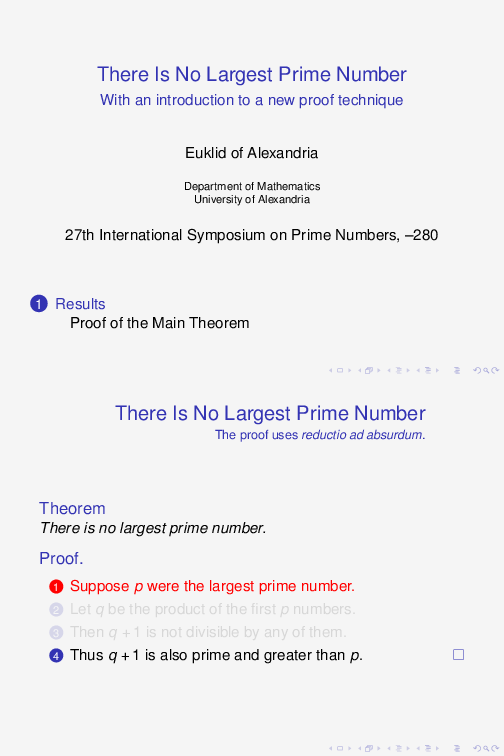 There Is No Largest Prime Number
With an introduction to a new proof technique
Euklid of Alexandria
Department of Mathematics
University of Alexandria
27th International Symposium on Prime Numbers, –280
1 Results
Proof of the Main Theorem
There Is No Largest Prime Number
The proof uses reductio ad absurdum.
Theorem
There is no largest prime number.
Proof.
1 Suppose p were the largest prime number.
2 Let q be the product of the first p numbers.
3 Then q + 1 is not divisible by any of them.
4 Thus q + 1 is also prime and greater than p.